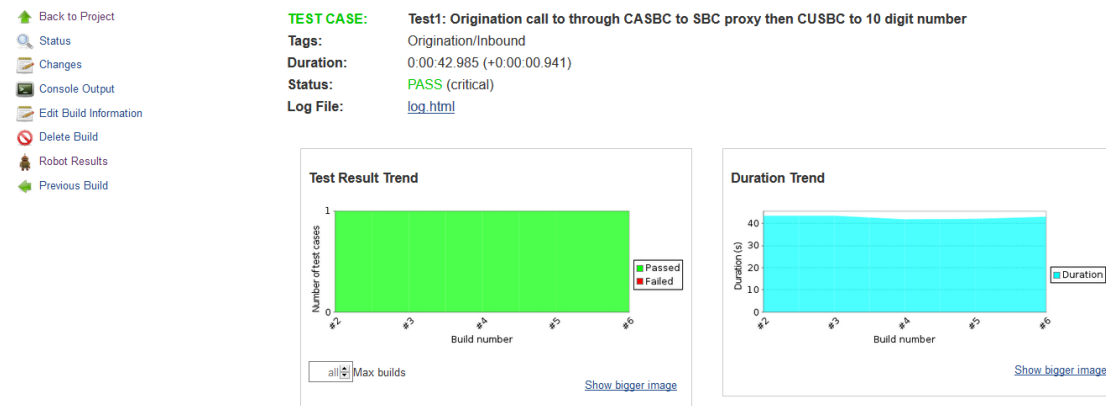 Back to Project
Status
Changes
Console Output
Edit Build Information
Delete Build
Robot Results
Previous Build
TEST CASE: Test1: Origination call to through CASBC to SBC proxy then CUSBC to 10 digit number
Tags: Origination/Inbound
Duration: 0:00:42.985 (+0:00:00.941)
Status: PASS (critical)
Log File: log.html
Test Result Trend
Number of test cases
1
0
#2 #3 #4 #5 #6
Build number
Passed
Failed
all Max builds
Show bigger image
Duration Trend
Duration (s)
40
30
20
10
0
#2 #3 #4 #5 #6
Build number
Duration
Show bigger image